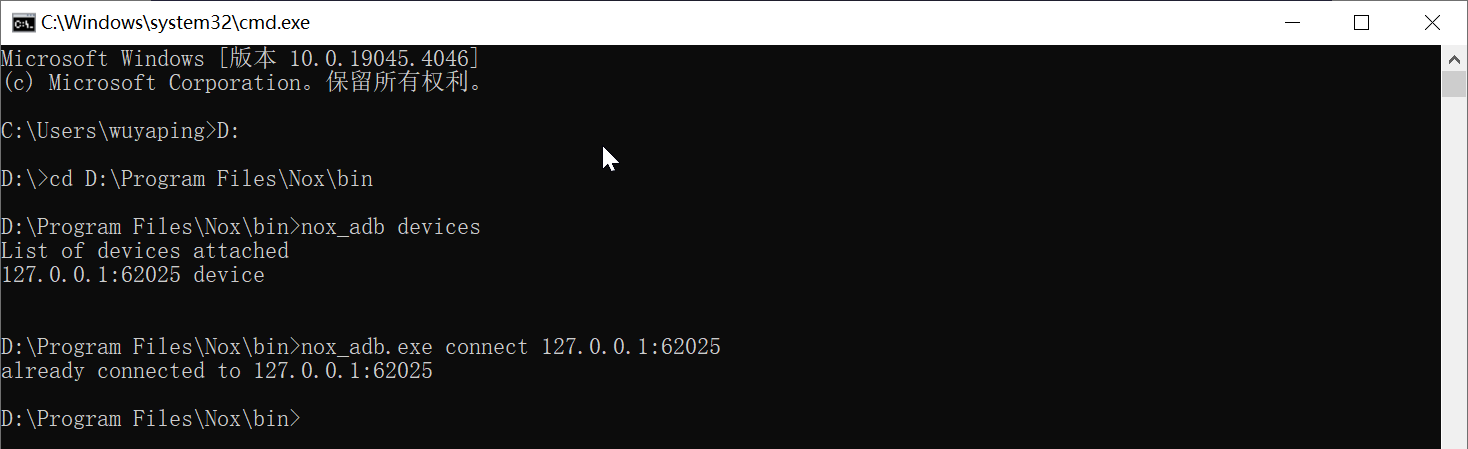 C:\Windows\system32\cmd.exe
Microsoft Windows [版本 10.0.19045.4046]
(c) Microsoft Corporation。保留所有权利。
C:\Users\wuyaping>D:
D:\>cd D:\Program Files\Nox\bin
D:\Program Files\Nox\bin>nox_adb devices
List of devices attached
127.0.0.1:62025 device
D:\Program Files\Nox\bin>nox_adb.exe connect 127.0.0.1:62025
already connected to 127.0.0.1:62025
D:\Program Files\Nox\bin>